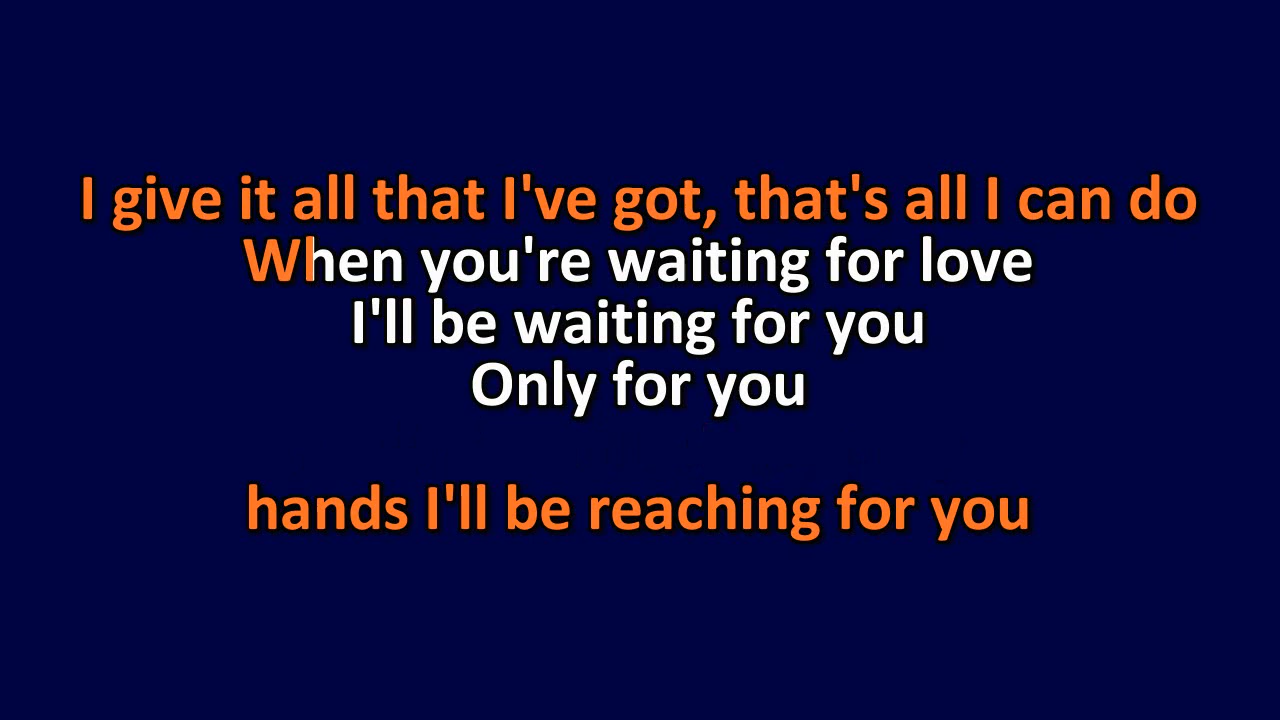 I give it all that I've got, that's all I can do
When you're waiting for love
I'll be waiting for you
Only for you
hands I'll be reaching for you